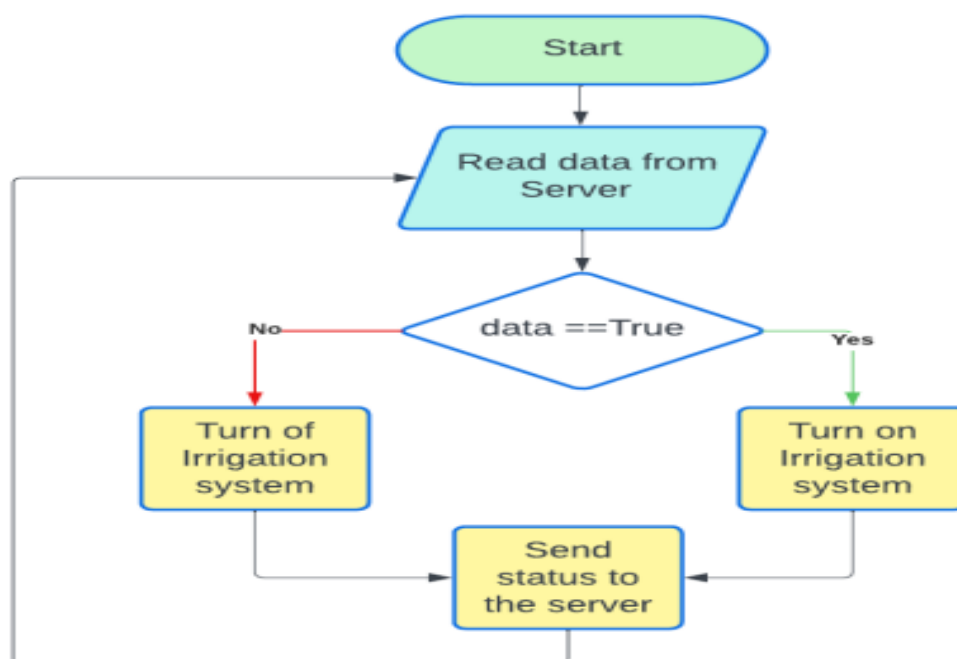 Start
Read data from
Server
data ==True
No
Yes
Turn of
Irrigation
system
Turn on
Irrigation
system
Send
status to
the server